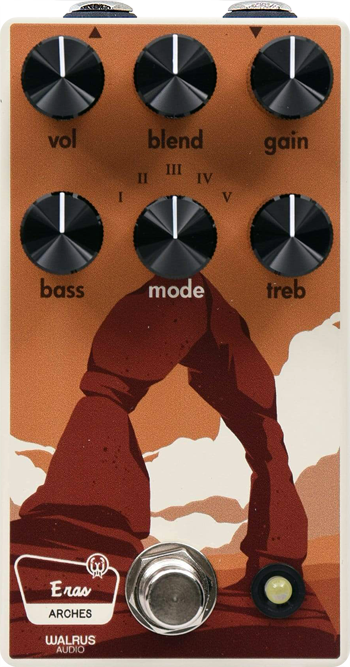 vol blend gain
I II III IV V
bass mode treb
Eras
ARCHES
WALRUS
AUDIO